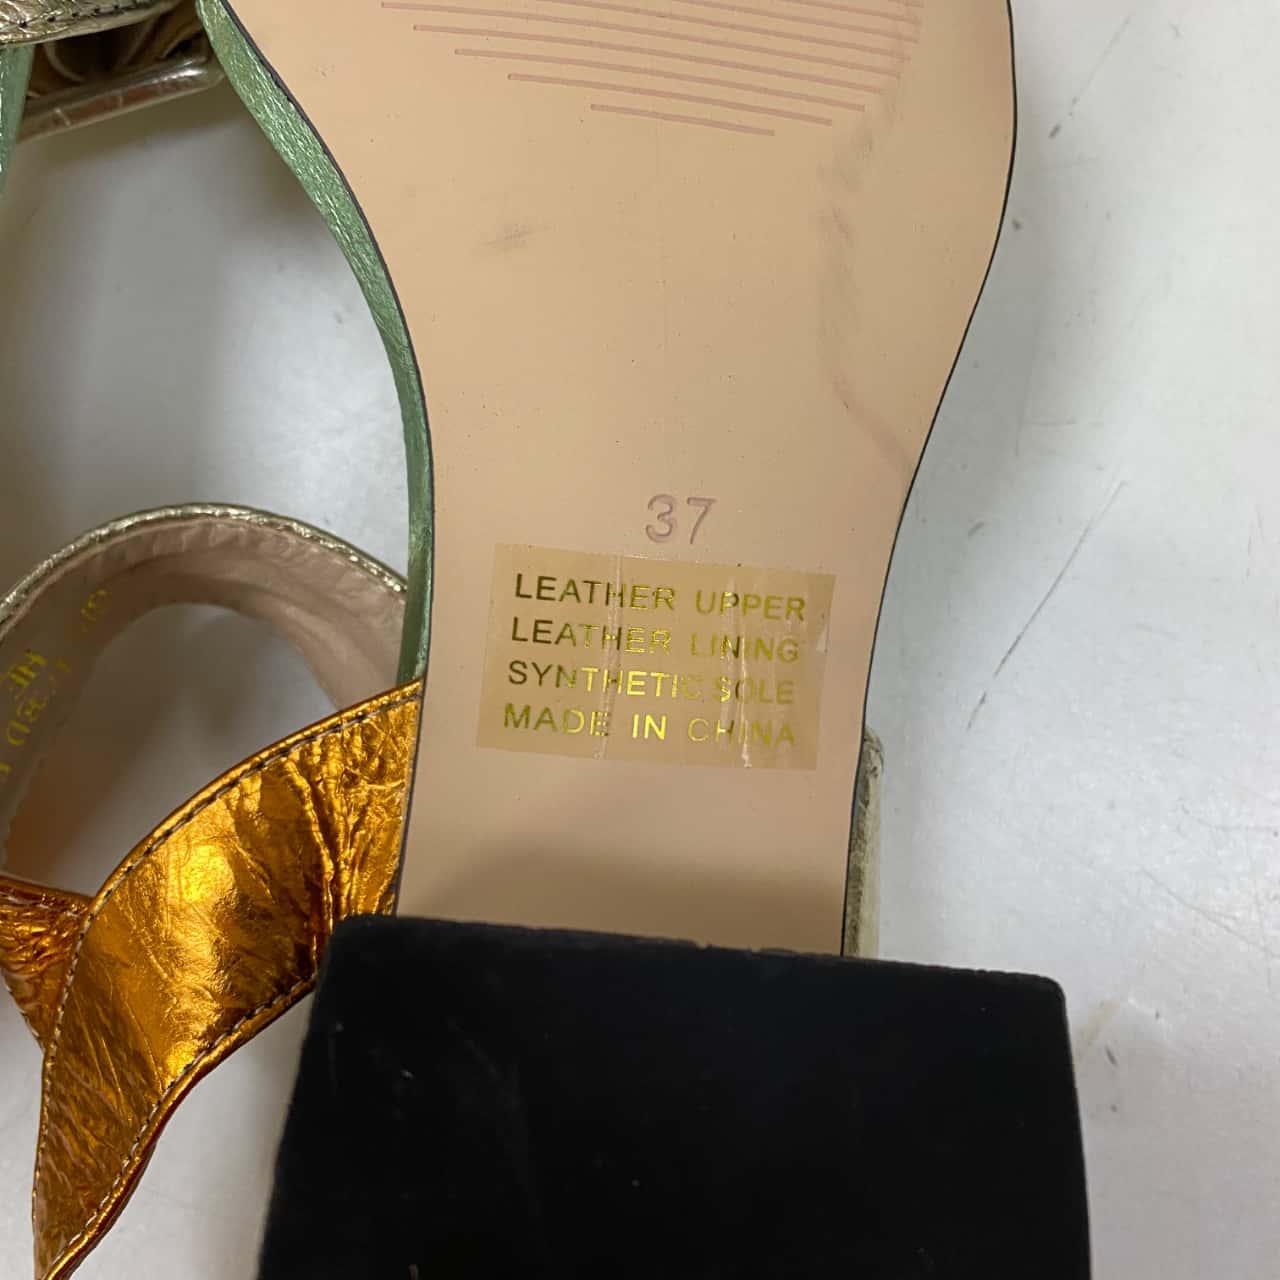 37
LEATHER UPPER
LEATHER LINING
SYNTHETIC SOLE
MADE IN CHINA